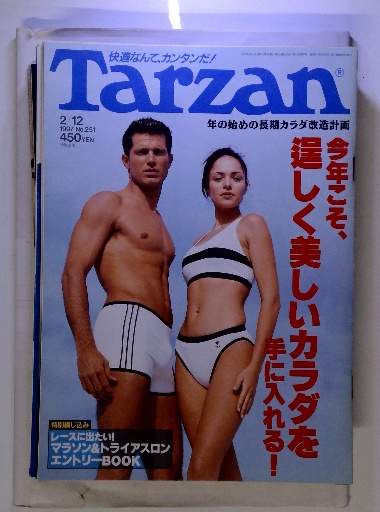 快適なんて、カンタンだ!
Tarzan
®
2/12
1997 No.251
450YEN
年の始めの長期カラダ改造計画
今年こそ、
逞しく美しいカラダを
手に入れる!
特別綴じ込み
レースに出たい!
マラソン&トライアスロン
エントリーBOOK